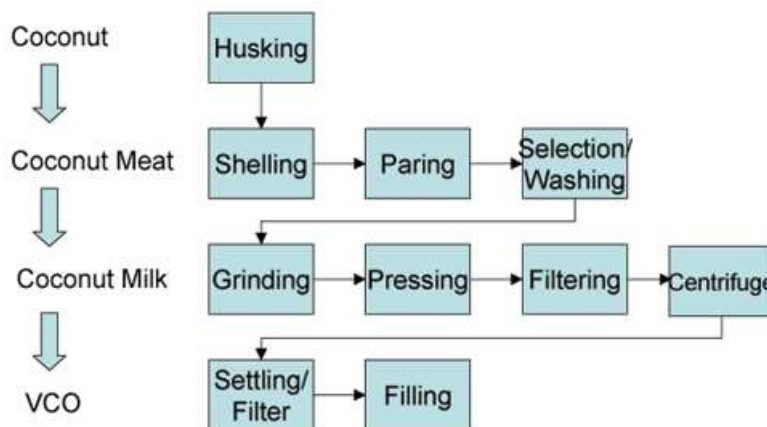 Coconut
Husking
Coconut Meat
Shelling
Paring
Selection/
Washing
Coconut Milk
Grinding
Pressing
Filtering
Centrifuge
VCO
Settling/
Filter
Filling